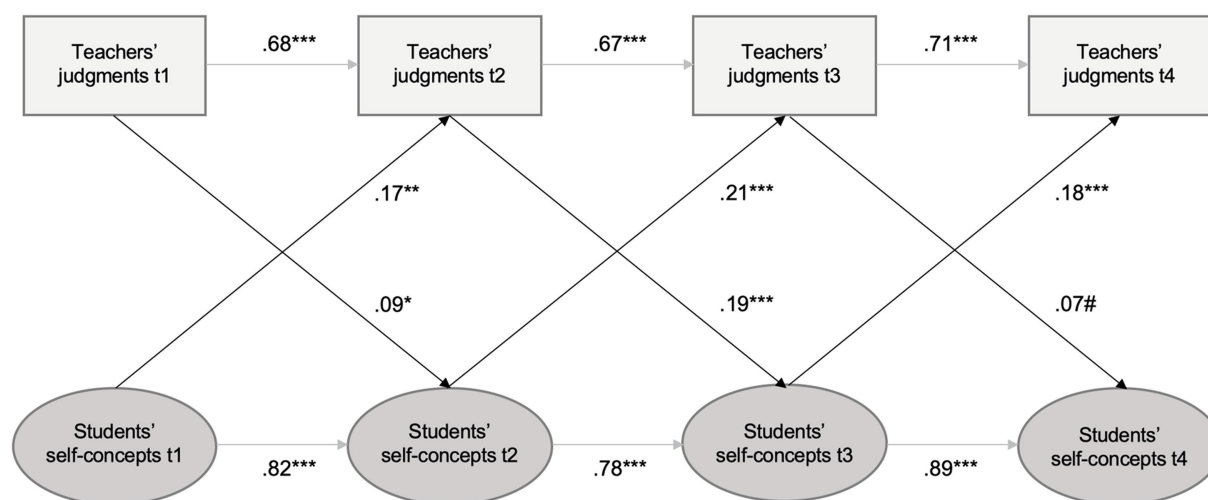 Teachers’
judgments t1
.68***
Teachers’
judgments t2
.67***
Teachers’
judgments t3
.71***
Teachers’
judgments t4
.17**
.21***
.18***
.09*
.19***
.07#
Students’
self-concepts t1
.82***
Students’
self-concepts t2
.78***
Students’
self-concepts t3
.89***
Students’
self-concepts t4